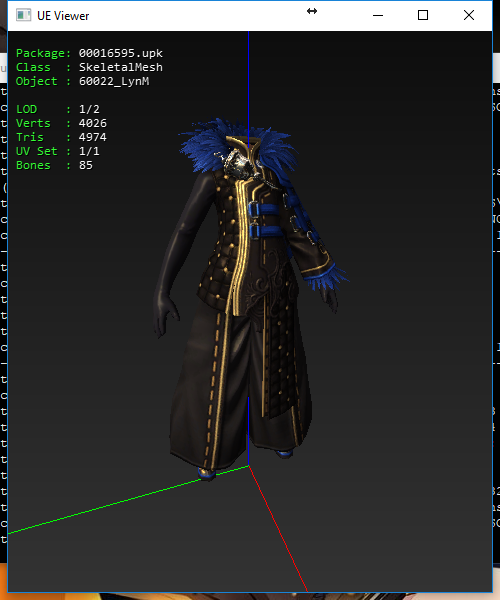 UE Viewer
Package: 00016595.upk
Class : SkeletalMesh
Object : 60022_LynM
LOD : 1/2
Verts : 4026
Tris : 4974
UV Set : 1/1
Bones : 85